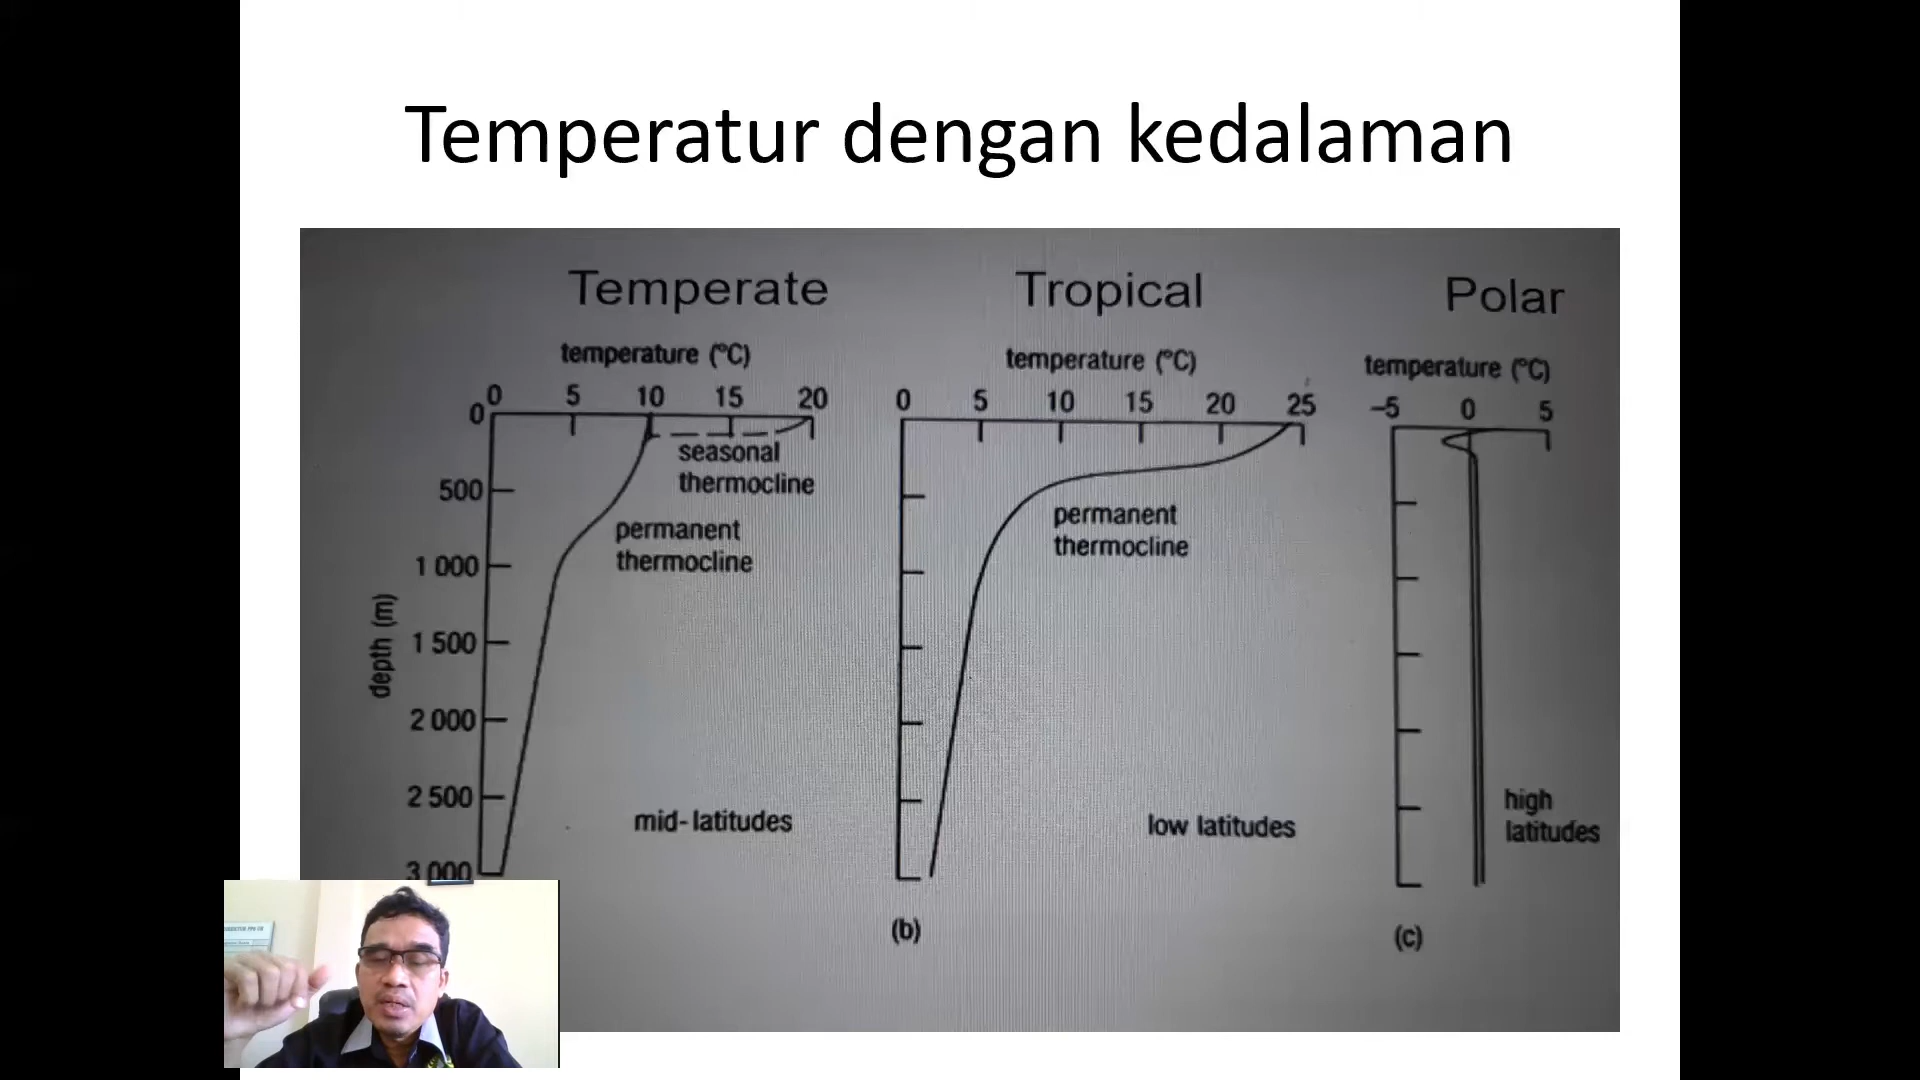 Temperatur dengan kedalaman
Temperate
temperature (°C)
0 5 10 15 20
seasonal
thermocline
permanent
thermocline
depth (m)
0
500
1 000
1 500
2 000
2 500
3 000
mid-latitudes
Tropical
temperature (°C)
0 5 10 15 20 25
permanent
thermocline
low latitudes
(b)
Polar
temperature (°C)
–5 0 5
high
latitudes
(c)